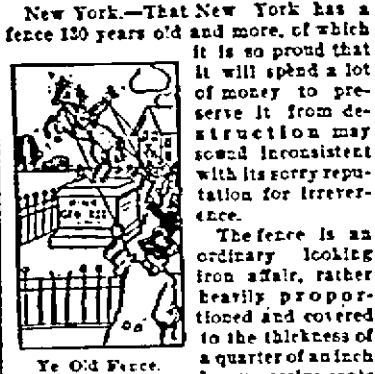 New York.—That New York has a
fence 130 years old and more, of which
it is so proud that
it will spend a lot
of money to pre-
serve it from de-
struction may
sound inconsistent
with its sorry repu-
tation for irrever-
ence.
The fence is an
ordinary looking
iron affair, rather
heavily propor-
tioned and covered
to the thickness of
a quarter of an inch
KING
GEORGE
Ye Old Fence.